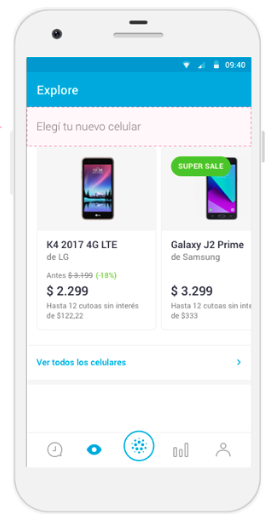 09:40
Explore
Elegí tu nuevo celular
K4 2017 4G LTE
de LG
Antes $ 3.199 (-18%)
$ 2.299
Hasta 12 cutoas sin interés
de $122,22
SUPER SALE
Galaxy J2 Prime
de Samsung
$ 3.299
Hasta 12 cutoas sin inte
de $333
Ver todos los celulares